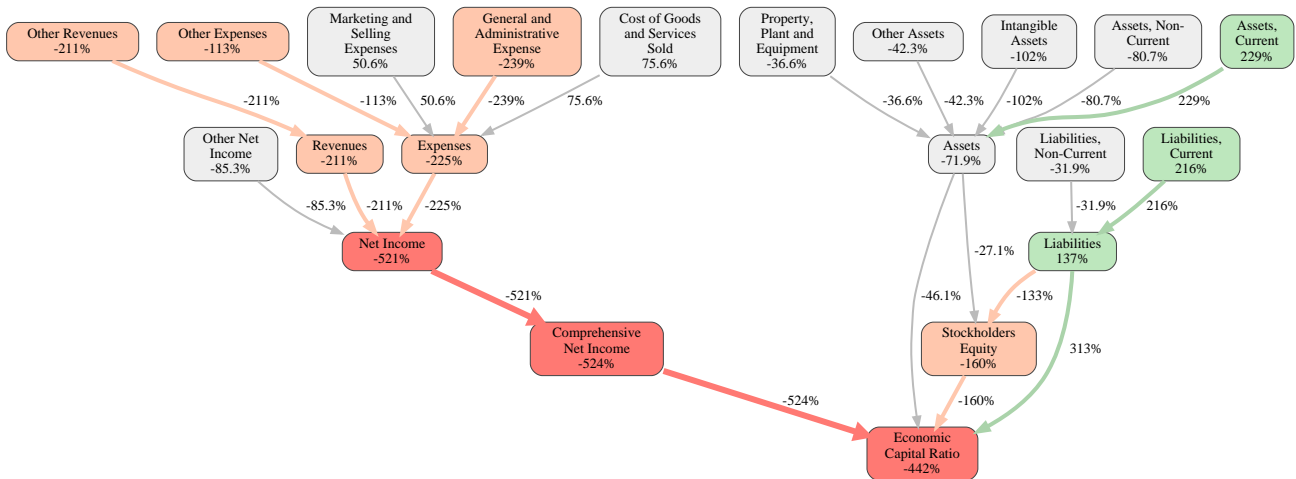 Other Revenues
-211%
Other Expenses
-113%
Marketing and
Selling
Expenses
50.6%
General and
Administrative
Expense
-239%
Cost of Goods
and Services
Sold
75.6%
Property,
Plant and
Equipment
-36.6%
Other Assets
-42.3%
Intangible
Assets
-102%
Assets, Non-
Current
-80.7%
Assets,
Current
229%
-211%
-113%
50.6%
-239%
75.6%
-36.6%
-42.3%
-102%
-80.7%
229%
Other Net
Income
-85.3%
Revenues
-211%
Expenses
-225%
Assets
-71.9%
Liabilities,
Non-Current
-31.9%
Liabilities,
Current
216%
-85.3%
-211%
-225%
-31.9%
216%
Net Income
-521%
Liabilities
137%
-27.1%
-521%
-46.1%
-133%
Comprehensive
Net Income
-524%
Stockholders
Equity
-160%
313%
-524%
-160%
Economic
Capital Ratio
-442%